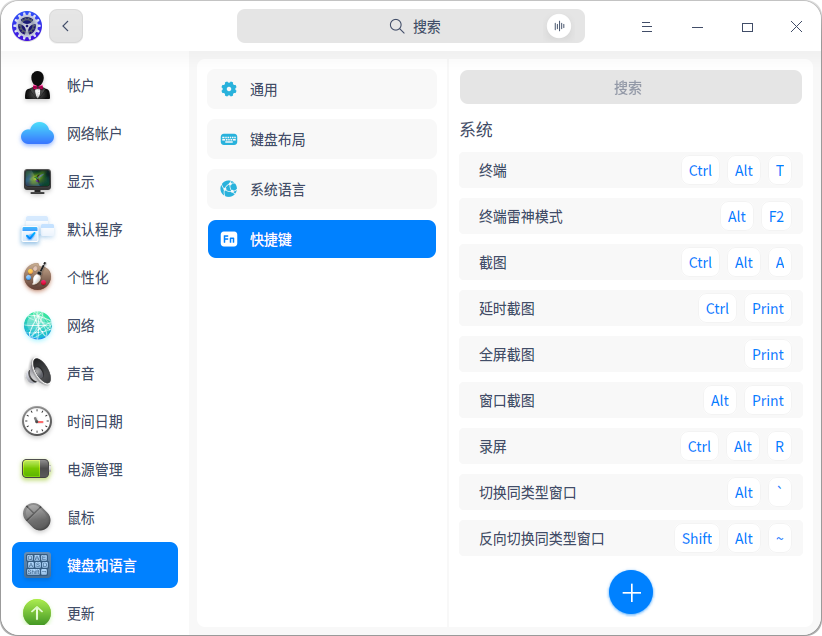 搜索
帐户
网络帐户
显示
默认程序
个性化
网络
声音
时间日期
电源管理
鼠标
键盘和语言
更新
通用
键盘布局
系统语言
Fn 快捷键
搜索
系统
终端 Ctrl Alt T
终端雷神模式 Alt F2
截图 Ctrl Alt A
延时截图 Ctrl Print
全屏截图 Print
窗口截图 Alt Print
录屏 Ctrl Alt R
切换同类型窗口 Alt `
反向切换同类型窗口 Shift Alt ~